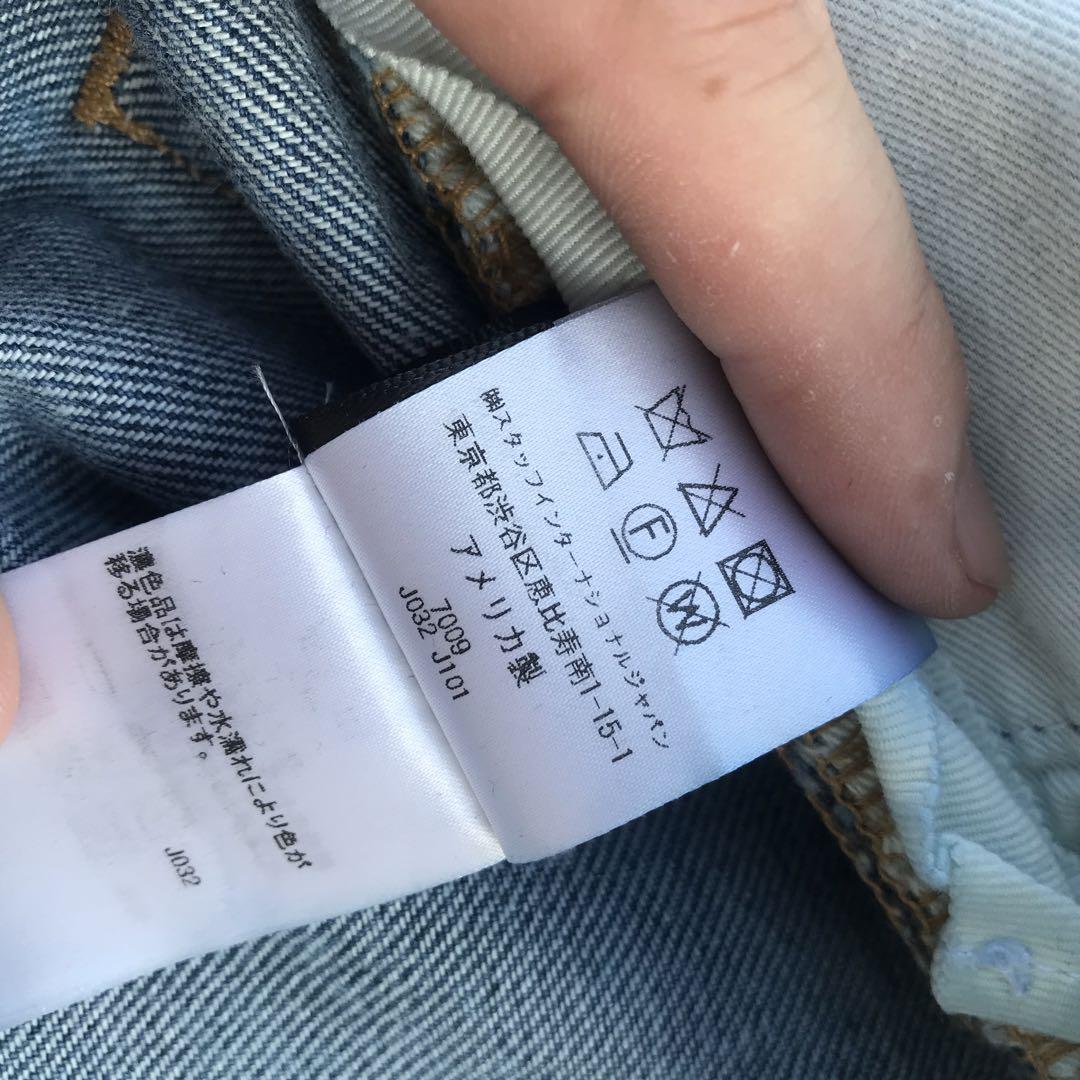 F
W
㈱スタッフインターナショナルジャパン
東京都渋谷区恵比寿南1-15-1
アメリカ製
7009
J032 J101
濃色品は摩擦や水濡れにより色が
移る場合があります。
J032